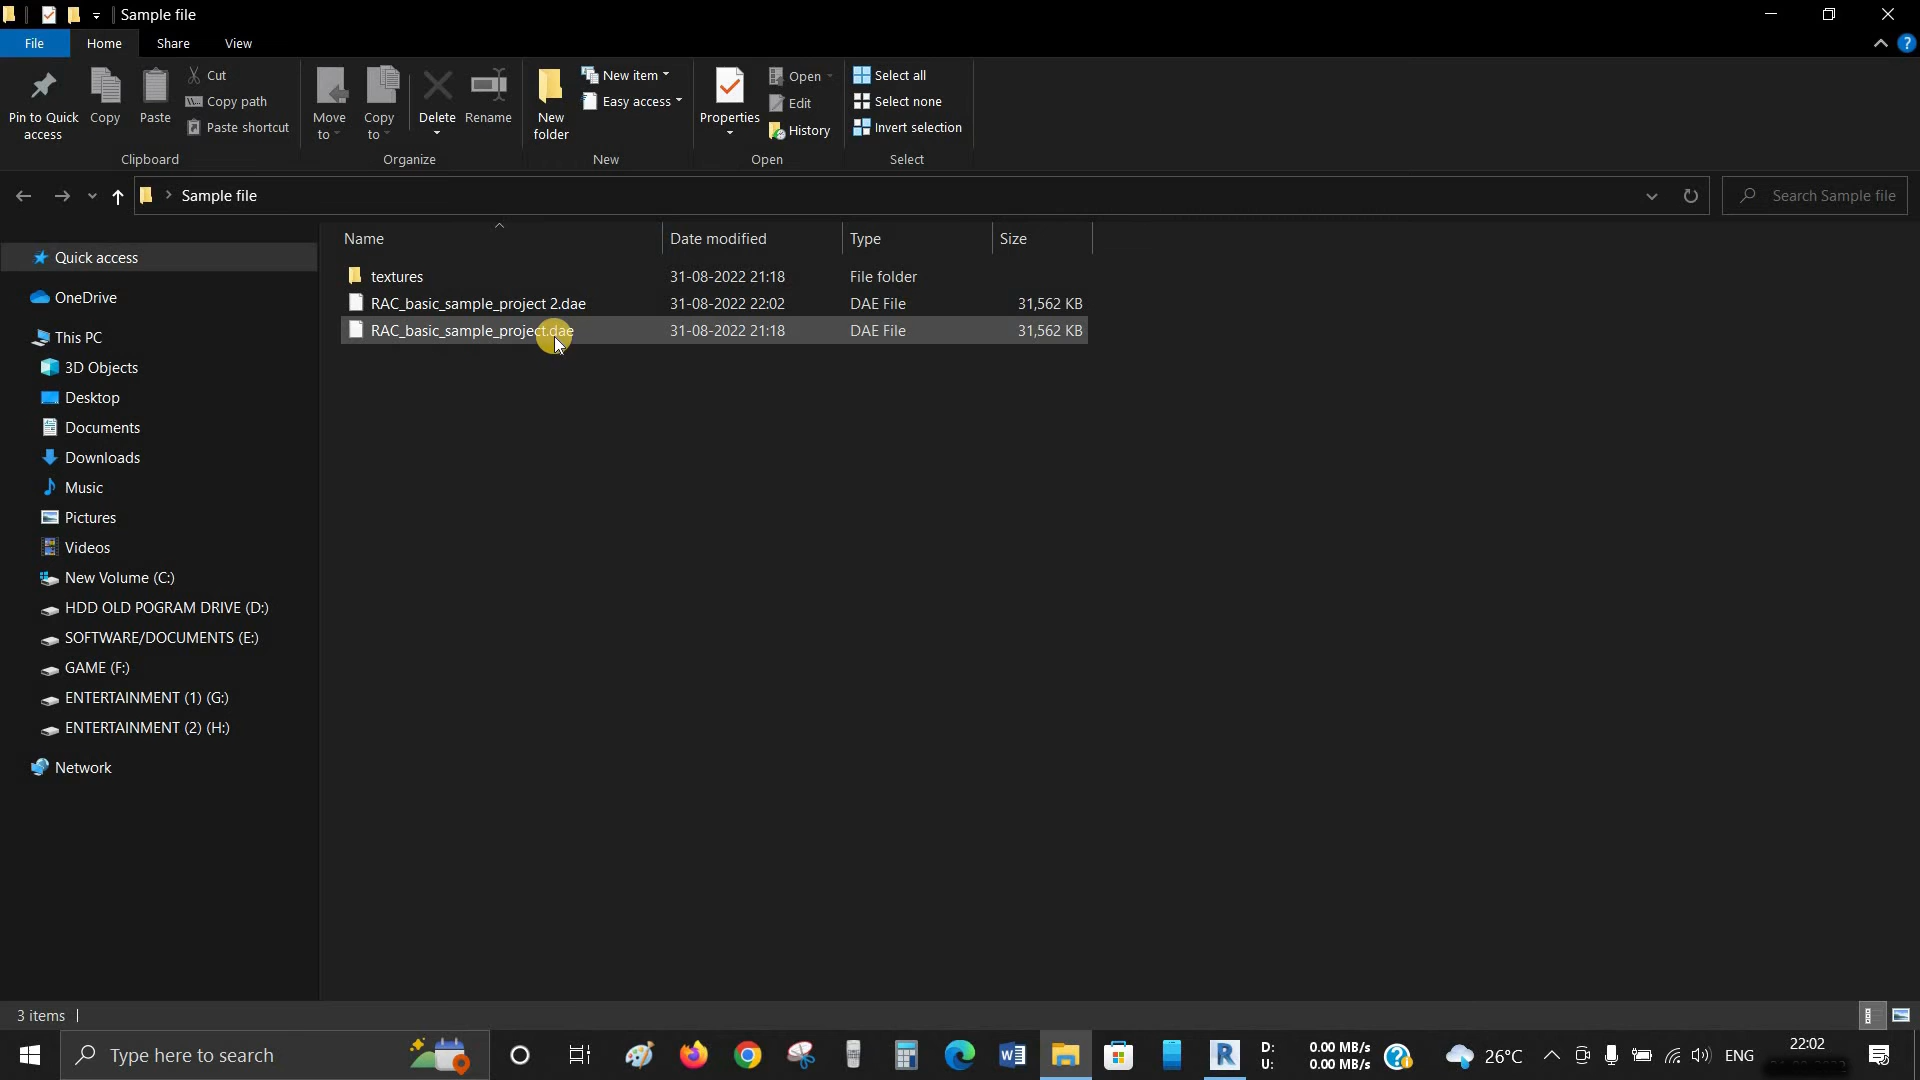 Sample file
File Home Share View
Pin to Quick access
Copy
Paste
Cut
Copy path
Paste shortcut
Clipboard
Move to
Copy to
Delete
Rename
Organize
New folder
New item
Easy access
New
Properties
Open
Edit
History
Open
Select all
Select none
Invert selection
Select
Sample file
Search Sample file
Name Date modified Type Size
textures 31-08-2022 21:18 File folder
RAC_basic_sample_project 2.dae 31-08-2022 22:02 DAE File 31,562 KB
RAC_basic_sample_project.dae 31-08-2022 21:18 DAE File 31,562 KB
Quick access
OneDrive
This PC
3D Objects
Desktop
Documents
Downloads
Music
Pictures
Videos
New Volume (C:)
HDD OLD POGRAM DRIVE (D:)
SOFTWARE/DOCUMENTS (E:)
GAME (F:)
ENTERTAINMENT (1) (G:)
ENTERTAINMENT (2) (H:)
Network
3 items
Type here to search
D: 0.00 MB/s
U: 0.00 MB/s
26°C
ENG
22:02